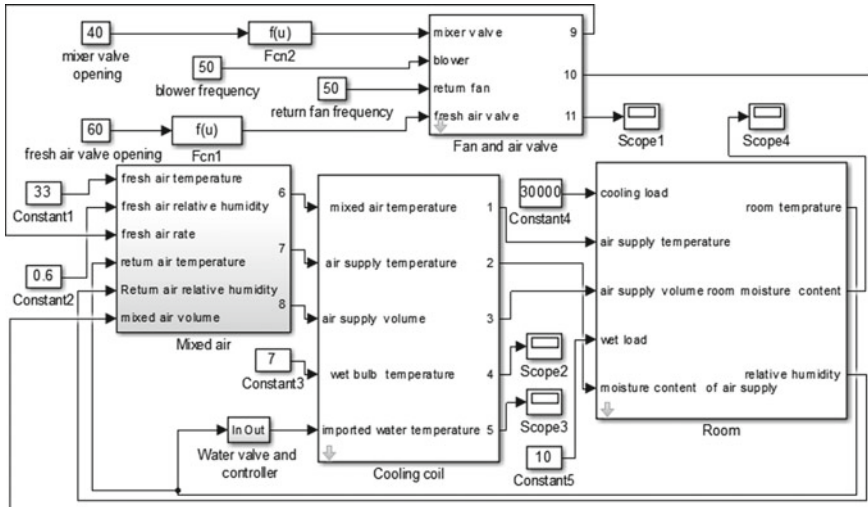 40
mixer valve
opening
f(u)
Fcn2
50
blower frequency
50
return fan frequency
60
fresh air valve opening
f(u)
Fcn1
mixer valve
blower
return fan
fresh air valve
9
10
11
Fan and air valve
Scope1
Scope4
33
Constant1
0.6
Constant2
fresh air temperature
fresh air relative humidity
fresh air rate
return air temperature
Return air relative humidity
mixed air volume
6
7
8
Mixed air
7
Constant3
In Out
Water valve and
controller
mixed air temperature
air supply temperature
air supply volume
wet bulb temperature
imported water temperature
1
2
3
4
5
Cooling coil
Scope2
Scope3
30000
Constant4
10
Constant5
cooling load
air supply temperature
air supply volume
wet load
moisture content of air supply
room temprature
room moisture content
relative humidity
Room